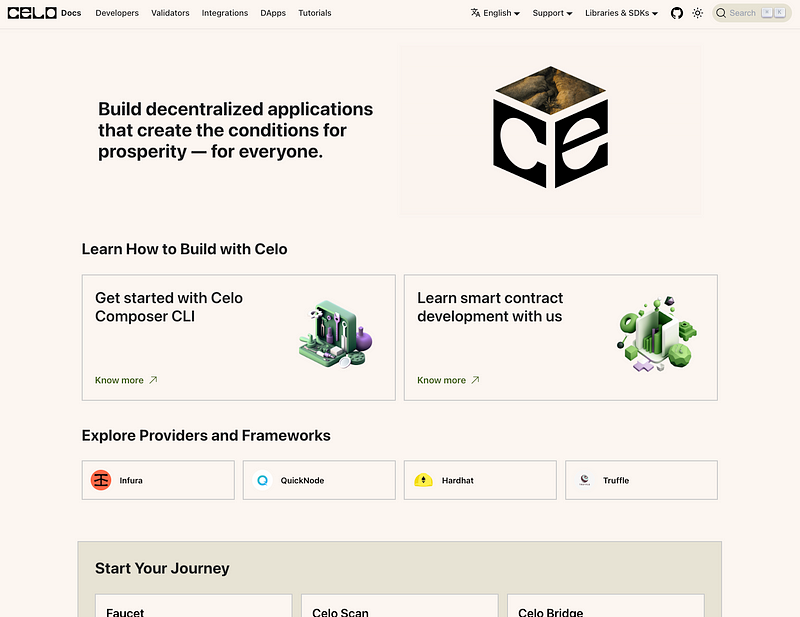 CELO Docs Developers Validators Integrations DApps Tutorials English Support Libraries & SDKs Search ⌘ K
Build decentralized applications
that create the conditions for
prosperity — for everyone.
ce
Learn How to Build with Celo
Get started with Celo
Composer CLI
Know more
Learn smart contract
development with us
Know more
Explore Providers and Frameworks
Infura
QuickNode
Hardhat
Truffle
Start Your Journey
Faucet
Celo Scan
Celo Bridge